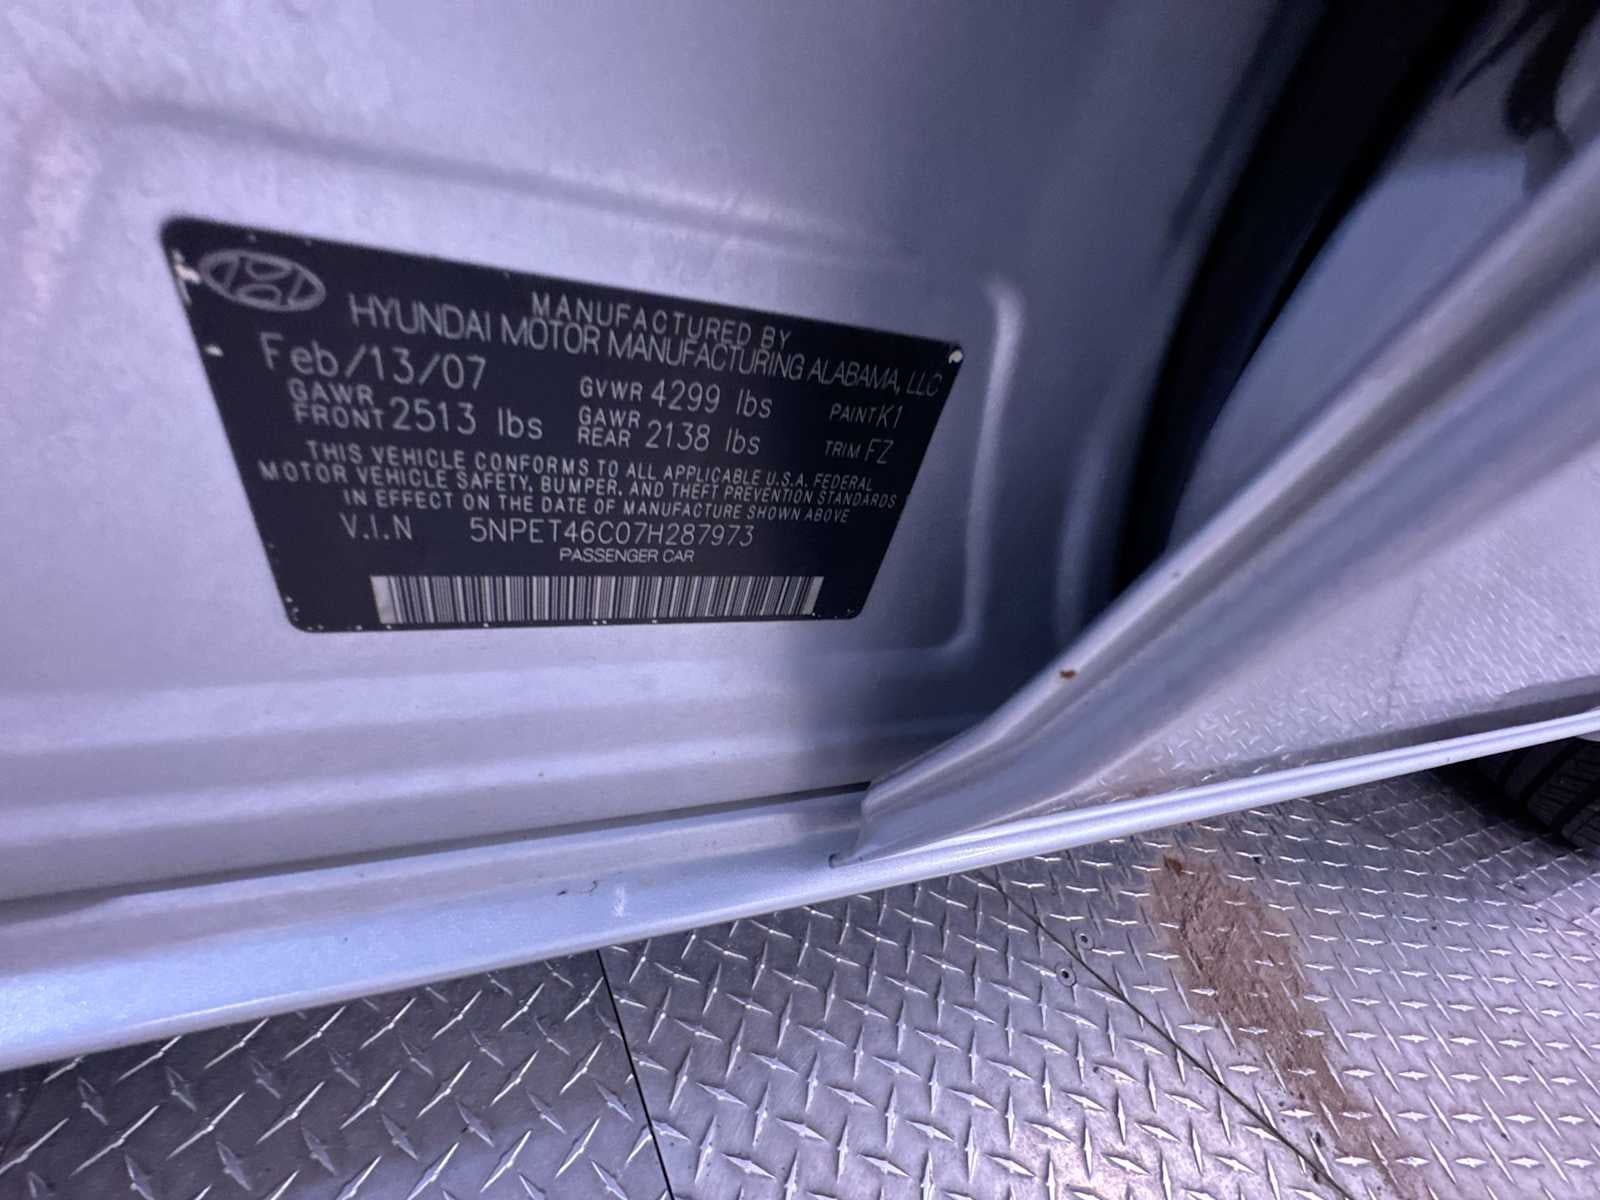 MANUFACTURED BY
HYUNDAI MOTOR MANUFACTURING ALABAMA, LLC
Feb/13/07
GVWR 4299 lbs
PAINT K1
GAWR FRONT 2513 lbs
GAWR REAR 2138 lbs
TRIM FZ
THIS VEHICLE CONFORMS TO ALL APPLICABLE U.S.A. FEDERAL
MOTOR VEHICLE SAFETY, BUMPER, AND THEFT PREVENTION STANDARDS
IN EFFECT ON THE DATE OF MANUFACTURE SHOWN ABOVE
V.I.N 5NPET46C07H287973
PASSENGER CAR